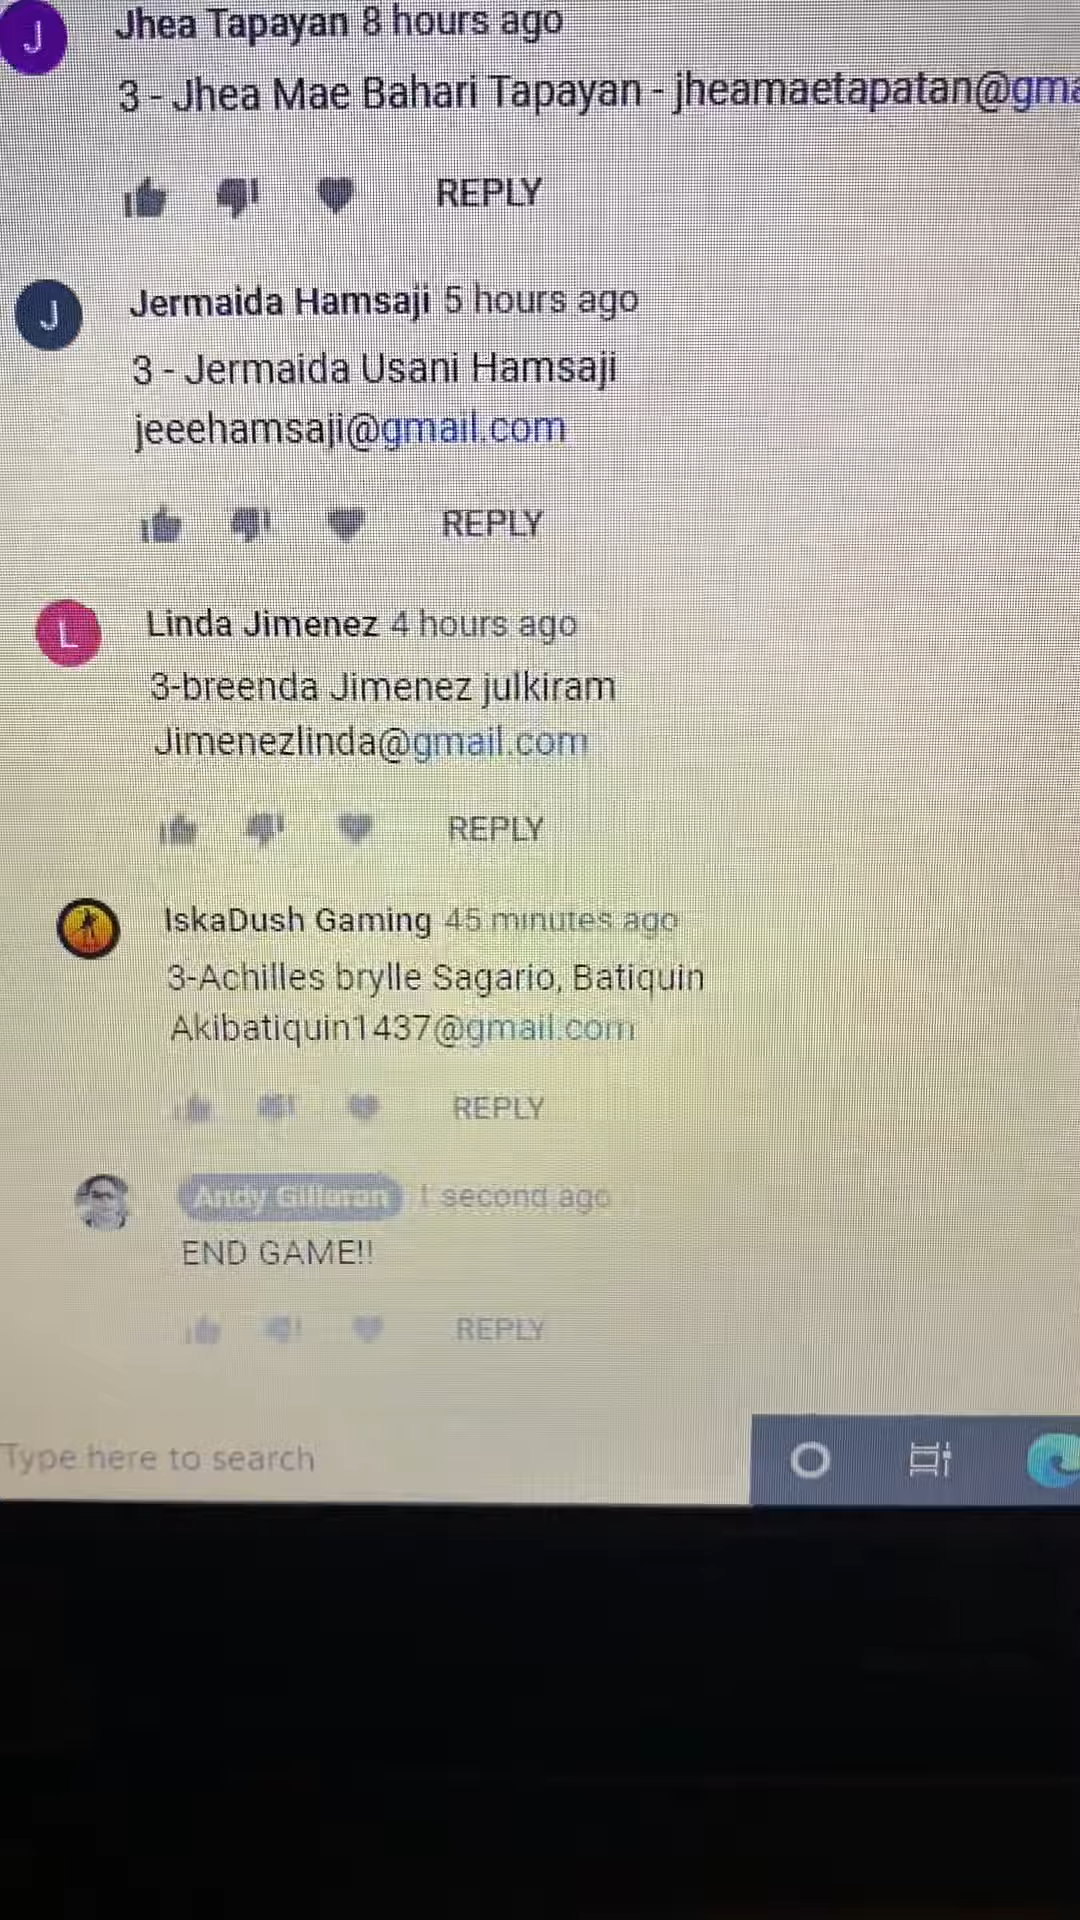 J
Jhea Tapayan 8 hours ago
3 - Jhea Mae Bahari Tapayan - jheamaetapatan@gma
REPLY
J
Jermaida Hamsaji 5 hours ago
3 - Jermaida Usani Hamsaji
jeeehamsaji@gmail.com
REPLY
L
Linda Jimenez 4 hours ago
3-breenda Jimenez julkiram
Jimenezlinda@gmail.com
REPLY
IskaDush Gaming 45 minutes ago
3-Achilles brylle Sagario, Batiquin
Akibatiquin1437@gmail.com
REPLY
Andy 1 second ago
END GAME!!
REPLY
Type here to search